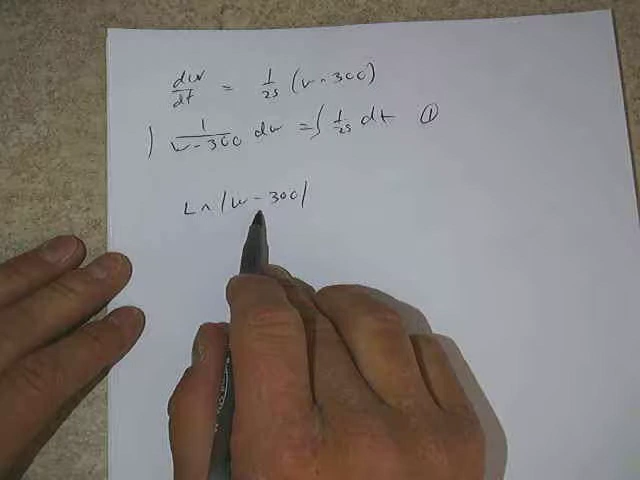 dw/dt = 1/25 (w - 300)
∫ 1/(w - 300) dw = ∫ 1/25 dt ①
Ln |w - 300|